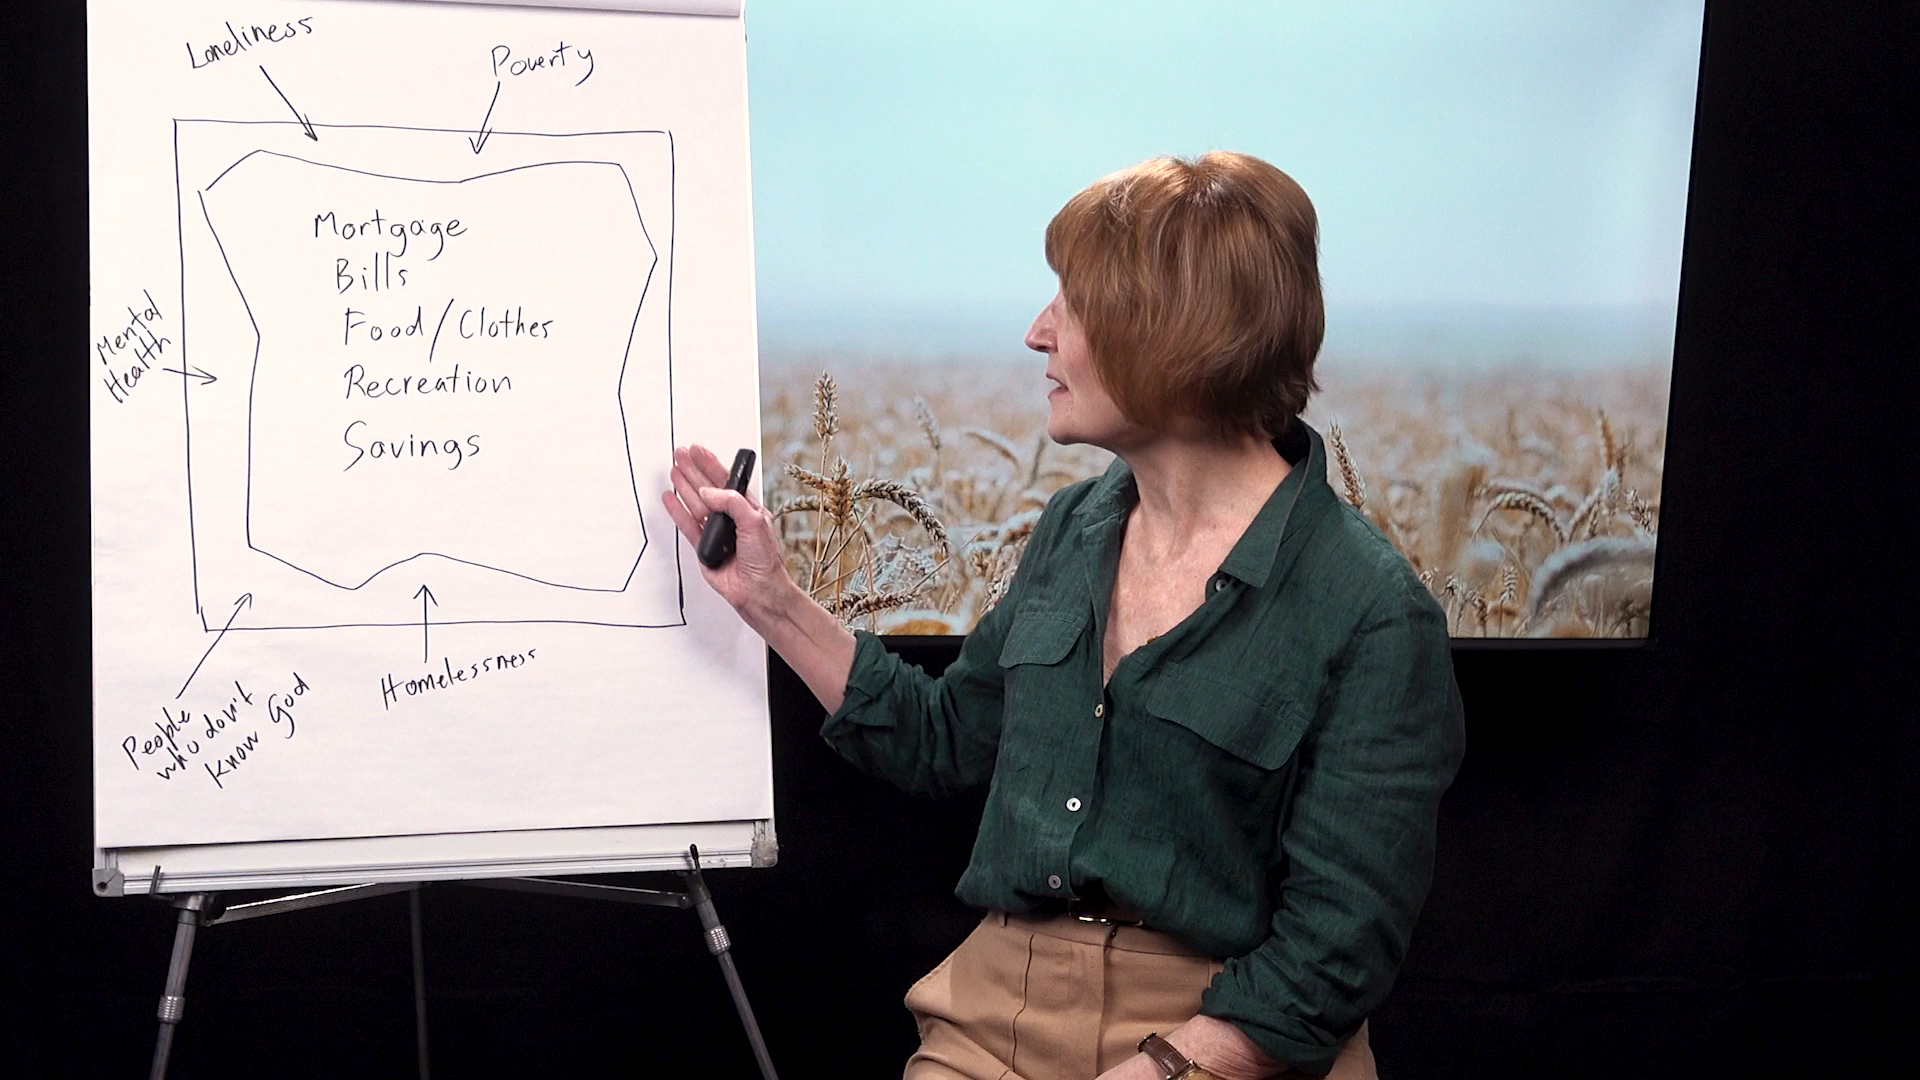 Loneliness
Poverty
Mortgage
Bills
Food/Clothes
Recreation
Savings
Mental
Health
Homelessness
People
who don't
know God